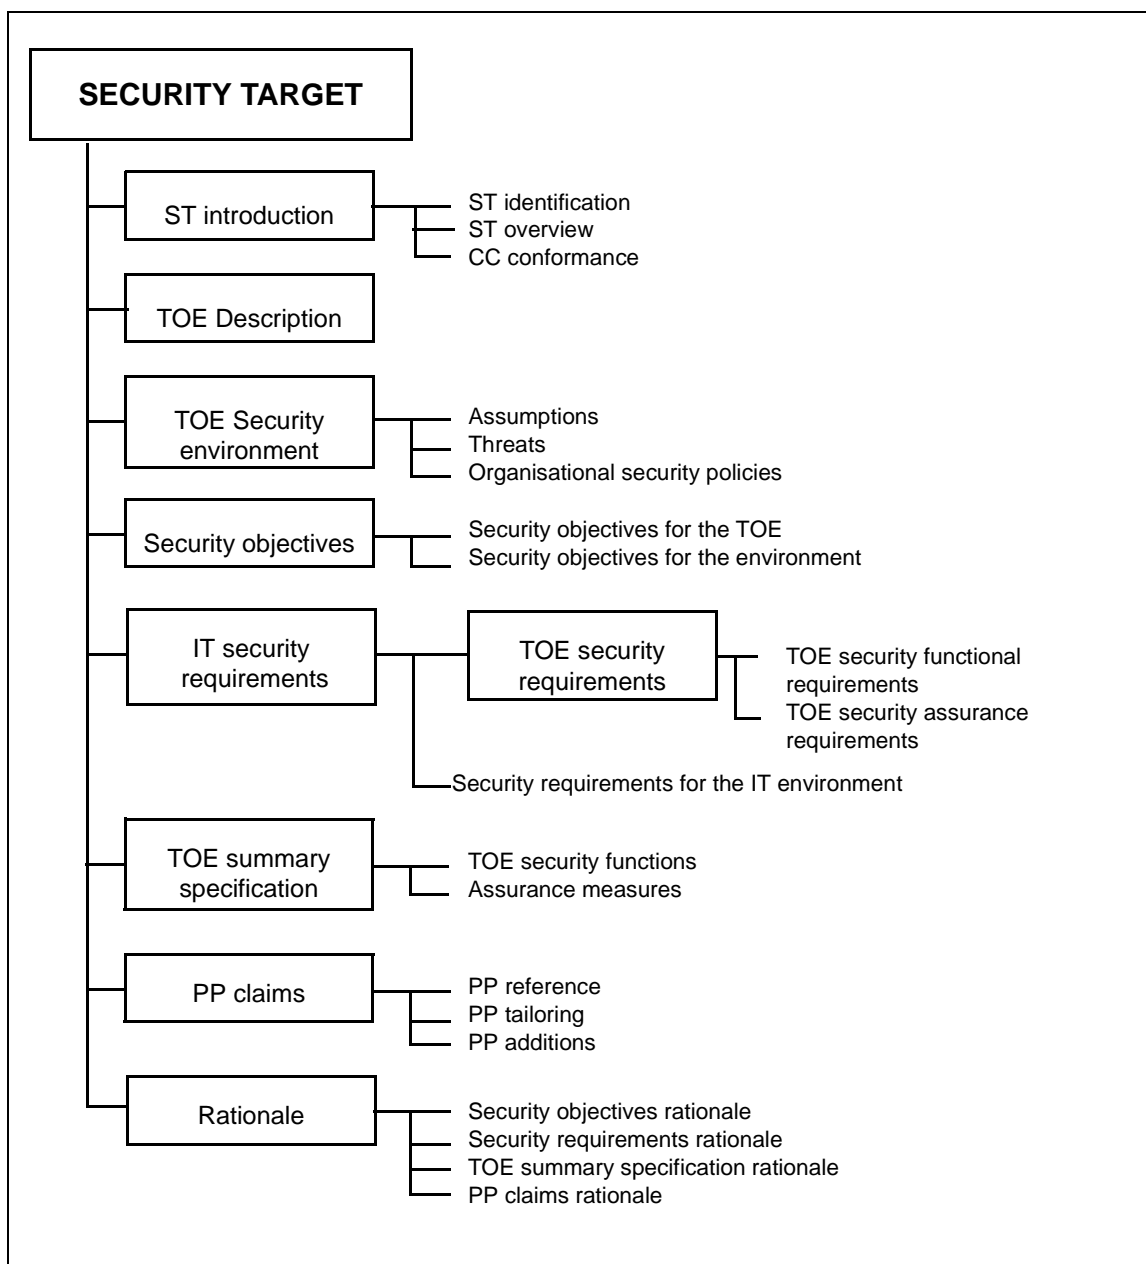 SECURITY TARGET
ST introduction
ST identification
ST overview
CC conformance
TOE Description
TOE Security
environment
Assumptions
Threats
Organisational security policies
Security objectives
Security objectives for the TOE
Security objectives for the environment
IT security
requirements
TOE security
requirements
TOE security functional
requirements
TOE security assurance
requirements
Security requirements for the IT environment
TOE summary
specification
TOE security functions
Assurance measures
PP claims
PP reference
PP tailoring
PP additions
Rationale
Security objectives rationale
Security requirements rationale
TOE summary specification rationale
PP claims rationale